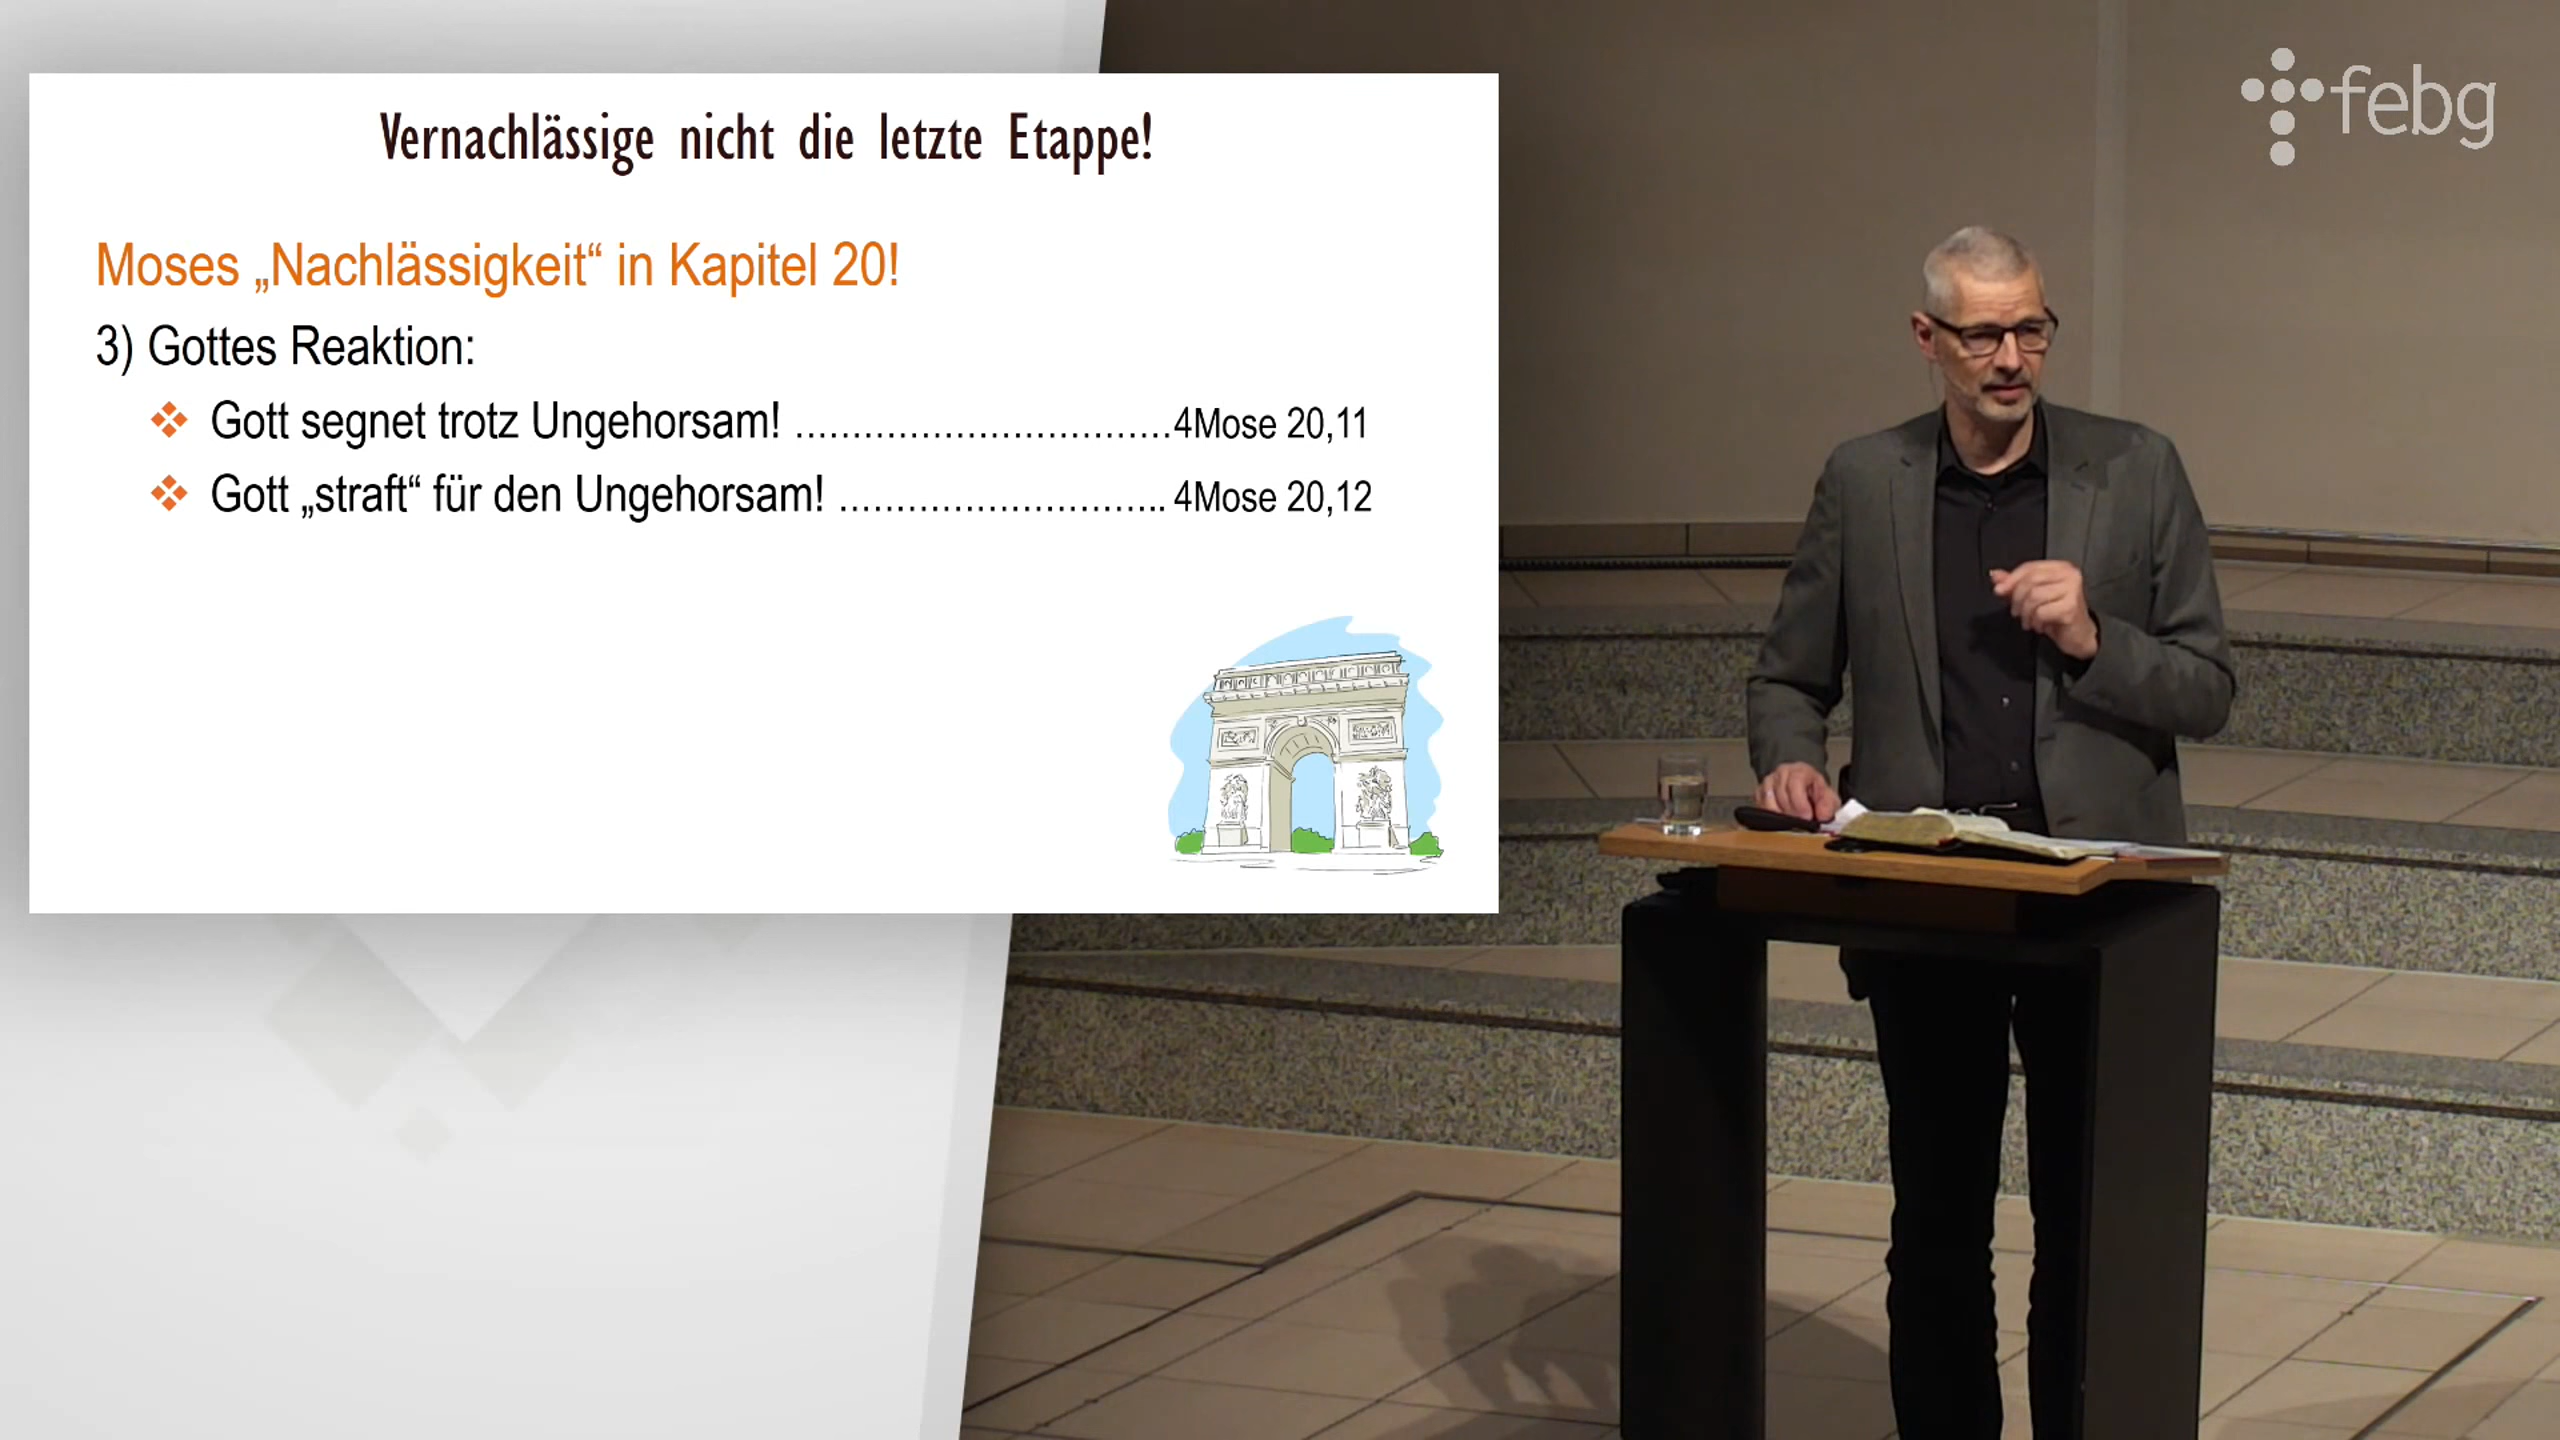 Vernachlässige nicht die letzte Etappe!
Moses „Nachlässigkeit“ in Kapitel 20!
3) Gottes Reaktion:
❖ Gott segnet trotz Ungehorsam! ................................4Mose 20,11
❖ Gott „straft“ für den Ungehorsam! ............................ 4Mose 20,12
febg